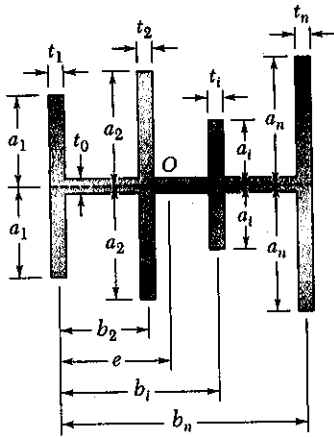 t₁
t₂
tᵢ
tₙ
a₁
t₀
a₂
O
aᵢ
aₙ
a₁
a₂
aᵢ
aₙ
b₂
e
bᵢ
bₙ